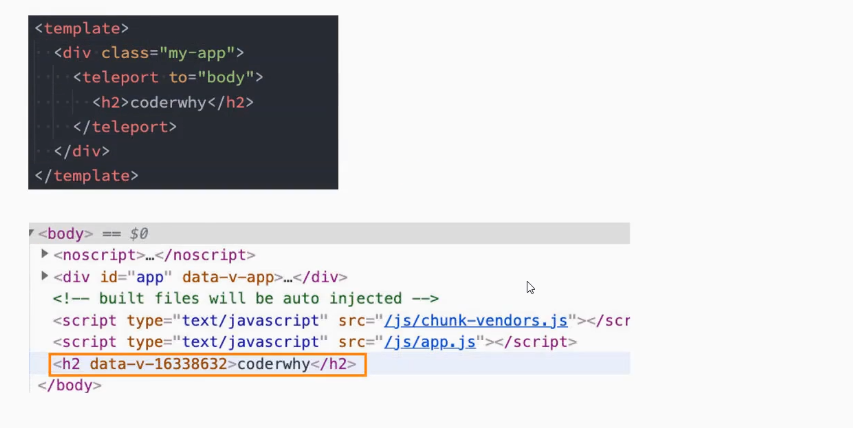 <template>
<div class="my-app">
<teleport to="body">
<h2>coderwhy</h2>
</teleport>
</div>
</template>
<body> == $0
<noscript>…</noscript>
<div id="app" data-v-app>…</div>
<!-- built files will be auto injected -->
<script type="text/javascript" src="/js/chunk-vendors.js"></scr
<script type="text/javascript" src="/js/app.js"></script>
<h2 data-v-16338632>coderwhy</h2>
</body>